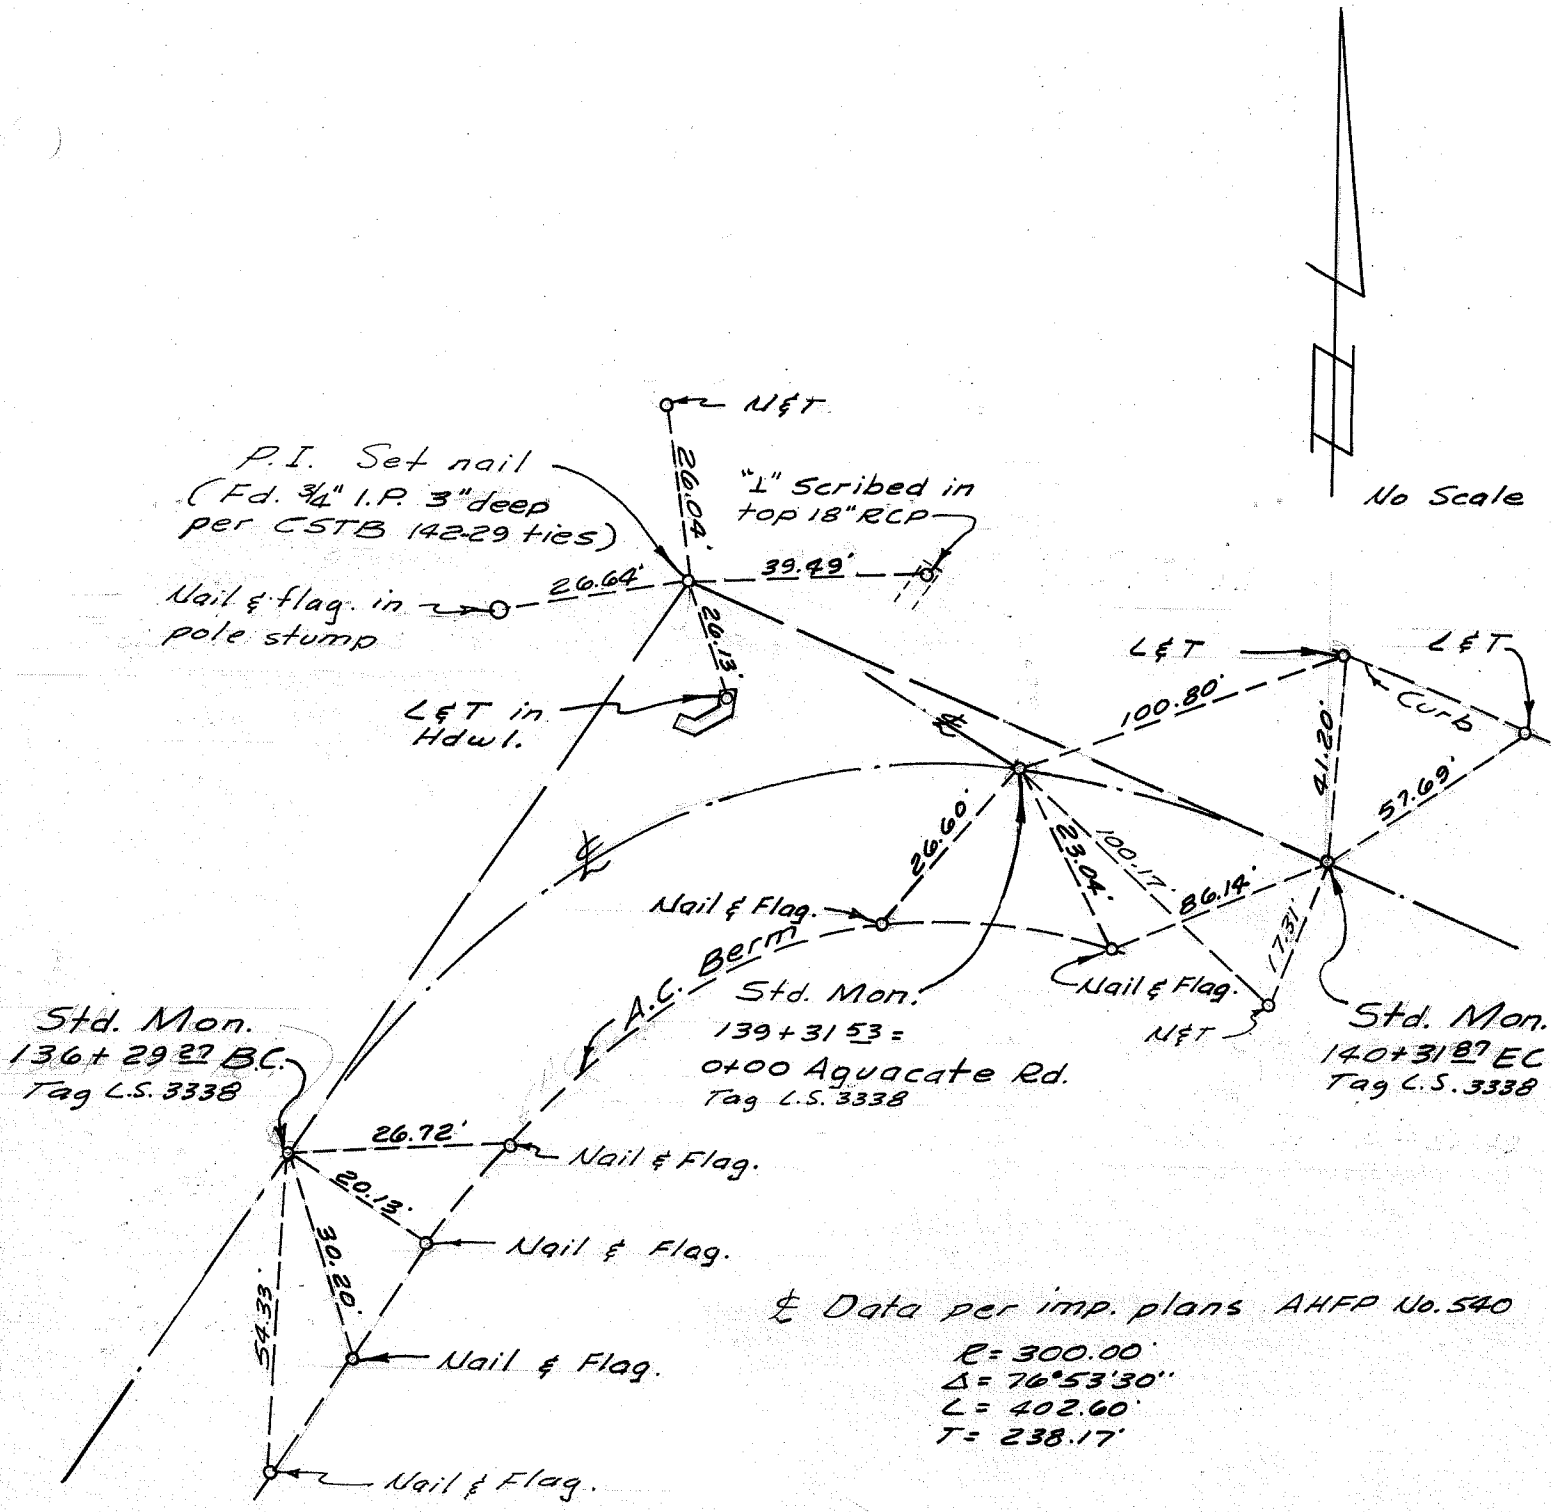 N&T
P.I. Set nail
(Fd. 3/4" I.P. 3" deep
per CSTB 142-29 ties)
26.04'
"1" Scribed in
top 18" RCP
No Scale
26.64'
39.49'
Nail & flag. in
pole stump
26.13'
L&T in
Hdwl.
L&T
L&T
100.80'
Curb
41.20'
57.69'
℄
℄
26.60'
23.04'
100.17'
86.14'
17.31'
Nail & Flag.
A.C. Berm
Nail & Flag.
N&T
Std. Mon.
139+31 53 =
0+00 Aguacate Rd.
Tag L.S. 3338
Std. Mon.
140+31 87 EC
Tag L.S. 3338
Std. Mon.
136+29 27 B.C.
Tag L.S. 3338
26.72'
Nail & Flag.
20.13'
Nail & Flag.
30.20'
54.33'
Nail & Flag.
Nail & Flag.
℄ Data per imp. plans AHFP No. 540
R= 300.00'
Δ= 76°53'30"
L= 402.60'
T= 238.17'